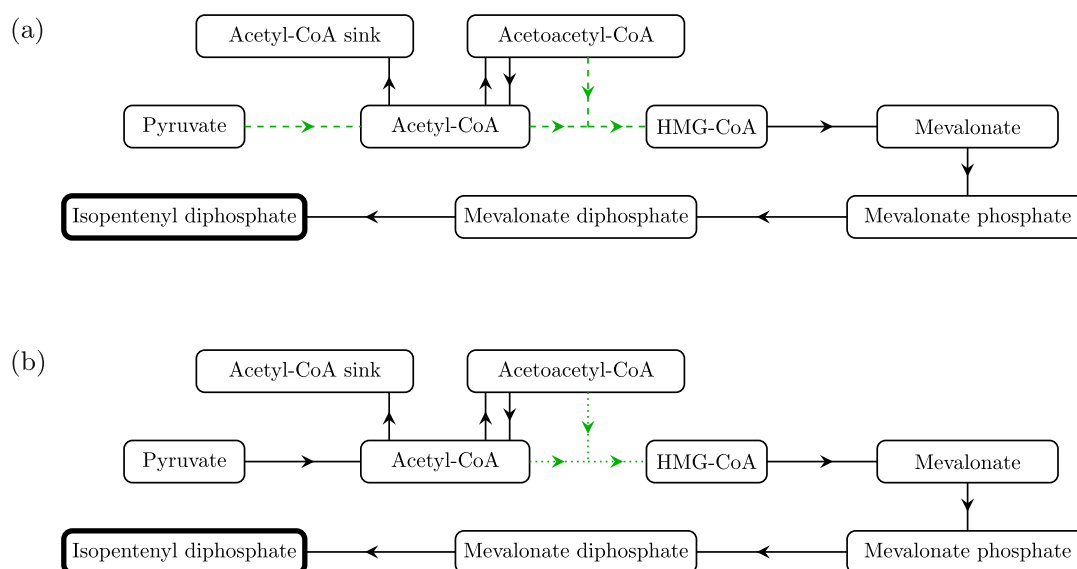 (a)
Acetyl-CoA sink
Acetoacetyl-CoA
Pyruvate
Acetyl-CoA
HMG-CoA
Mevalonate
Isopentenyl diphosphate
Mevalonate diphosphate
Mevalonate phosphate
(b)
Acetyl-CoA sink
Acetoacetyl-CoA
Pyruvate
Acetyl-CoA
HMG-CoA
Mevalonate
Isopentenyl diphosphate
Mevalonate diphosphate
Mevalonate phosphate